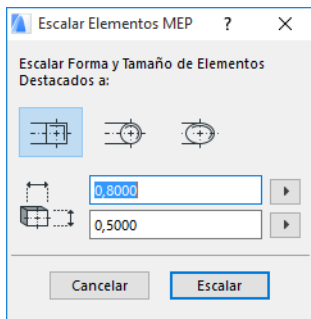 Escalar Elementos MEP ?
Escalar Forma y Tamaño de Elementos
Destacados a:
0,8000
0,5000
Cancelar Escalar